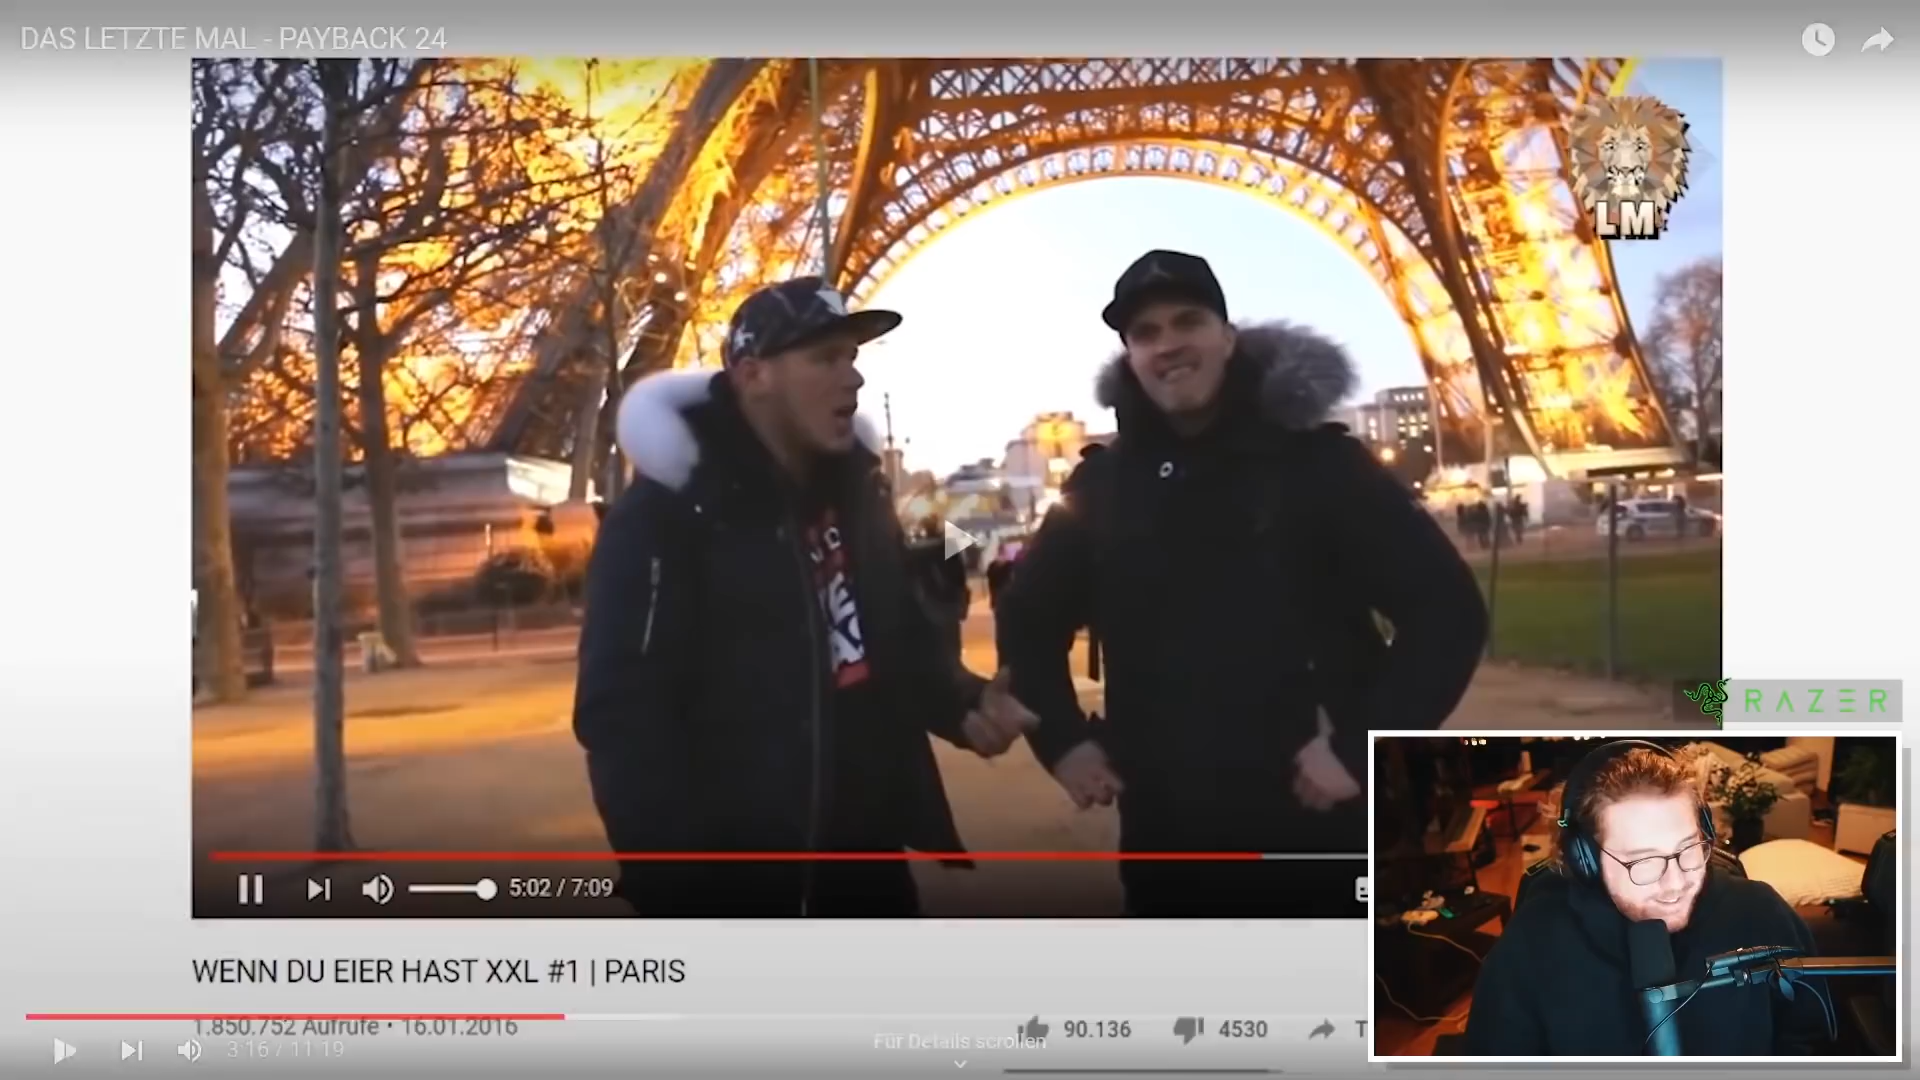 DAS LETZTE MAL - PAYBACK 24
LM
RAZER
5:02 / 7:09
WENN DU EIER HAST XXL #1 | PARIS
1.850.752 Aufrufe • 16.01.2016
90.136
4530
T
Für Details scrollen
3:16 / 11:19